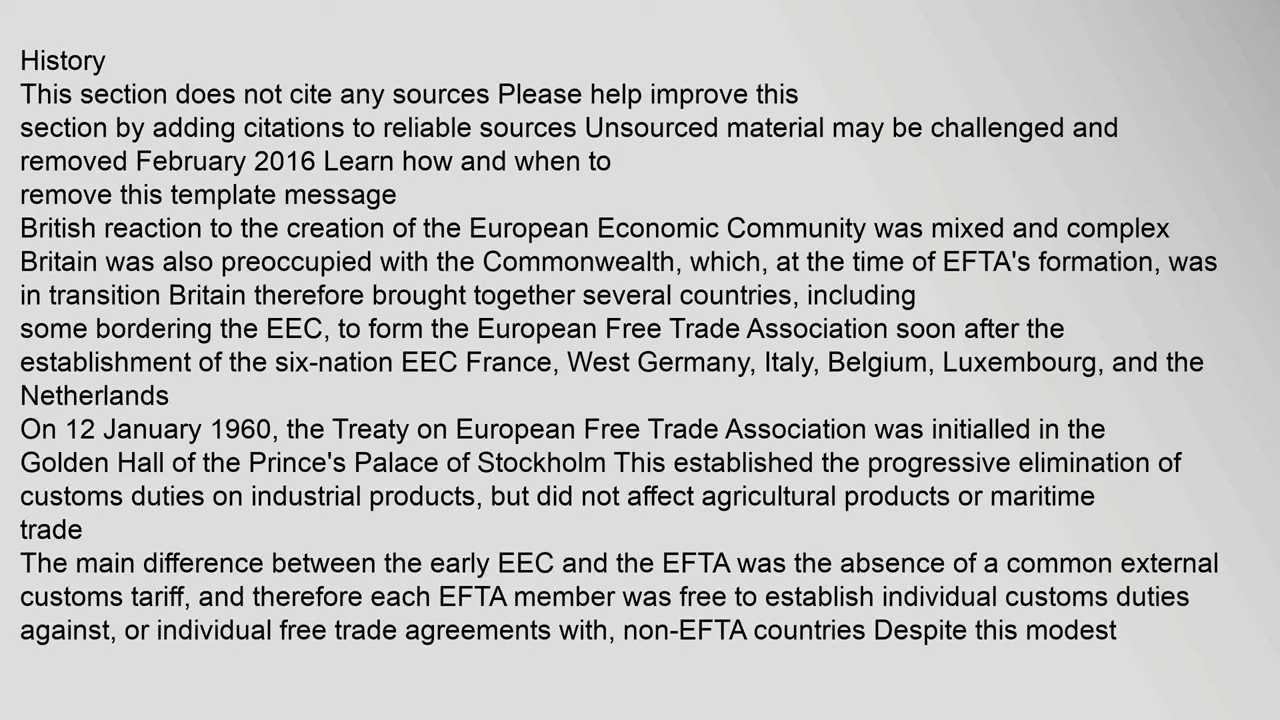 History
This section does not cite any sources Please help improve this
section by adding citations to reliable sources Unsourced material may be challenged and
removed February 2016 Learn how and when to
remove this template message
British reaction to the creation of the European Economic Community was mixed and complex
Britain was also preoccupied with the Commonwealth, which, at the time of EFTA's formation, was
in transition Britain therefore brought together several countries, including
some bordering the EEC, to form the European Free Trade Association soon after the
establishment of the six-nation EEC France, West Germany, Italy, Belgium, Luxembourg, and the
Netherlands
On 12 January 1960, the Treaty on European Free Trade Association was initialled in the
Golden Hall of the Prince's Palace of Stockholm This established the progressive elimination of
customs duties on industrial products, but did not affect agricultural products or maritime
trade
The main difference between the early EEC and the EFTA was the absence of a common external
customs tariff, and therefore each EFTA member was free to establish individual customs duties
against, or individual free trade agreements with, non-EFTA countries Despite this modest